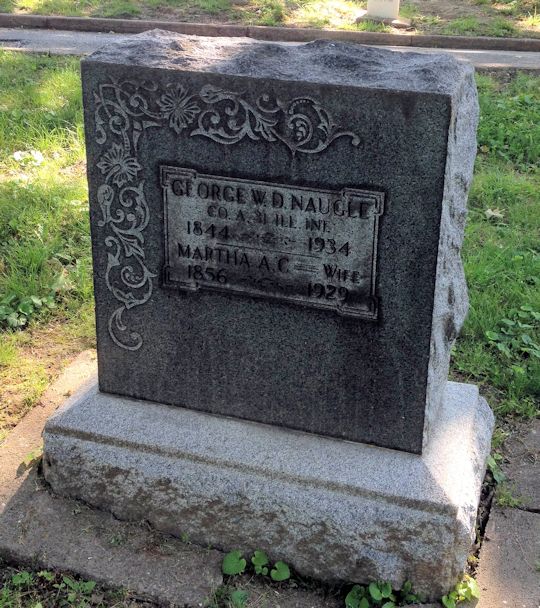 GEORGE W. D. NAUGLE
CO. A. 31 ILL. INF.
1844 1934
MARTHA A. C. — WIFE
1856 1929